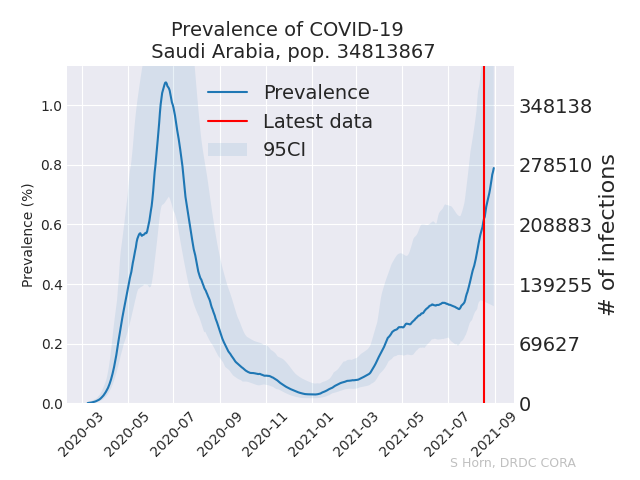 Prevalence of COVID-19
Saudi Arabia, pop. 34813867
Prevalence
Latest data
95CI
Prevalence (%)
1.0
0.8
0.6
0.4
0.2
0.0
348138
278510
208883
139255
69627
0
# of infections
2020-03
2020-05
2020-07
2020-09
2020-11
2021-01
2021-03
2021-05
2021-07
2021-09
S Horn, DRDC CORA